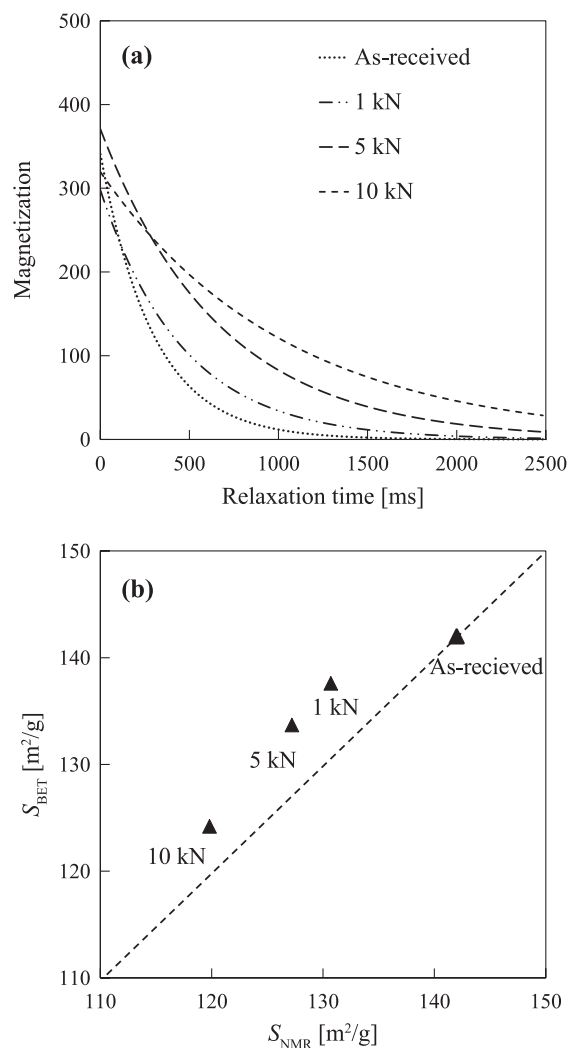 500
(a)
As-received
400
1 kN
5 kN
300
10 kN
Magnetization
200
100
0
0 500 1000 1500 2000 2500
Relaxation time [ms]
150
(b)
140
As-recieved
1 kN
5 kN
130
S_BET [m²/g]
10 kN
120
110
110 120 130 140 150
S_NMR [m²/g]